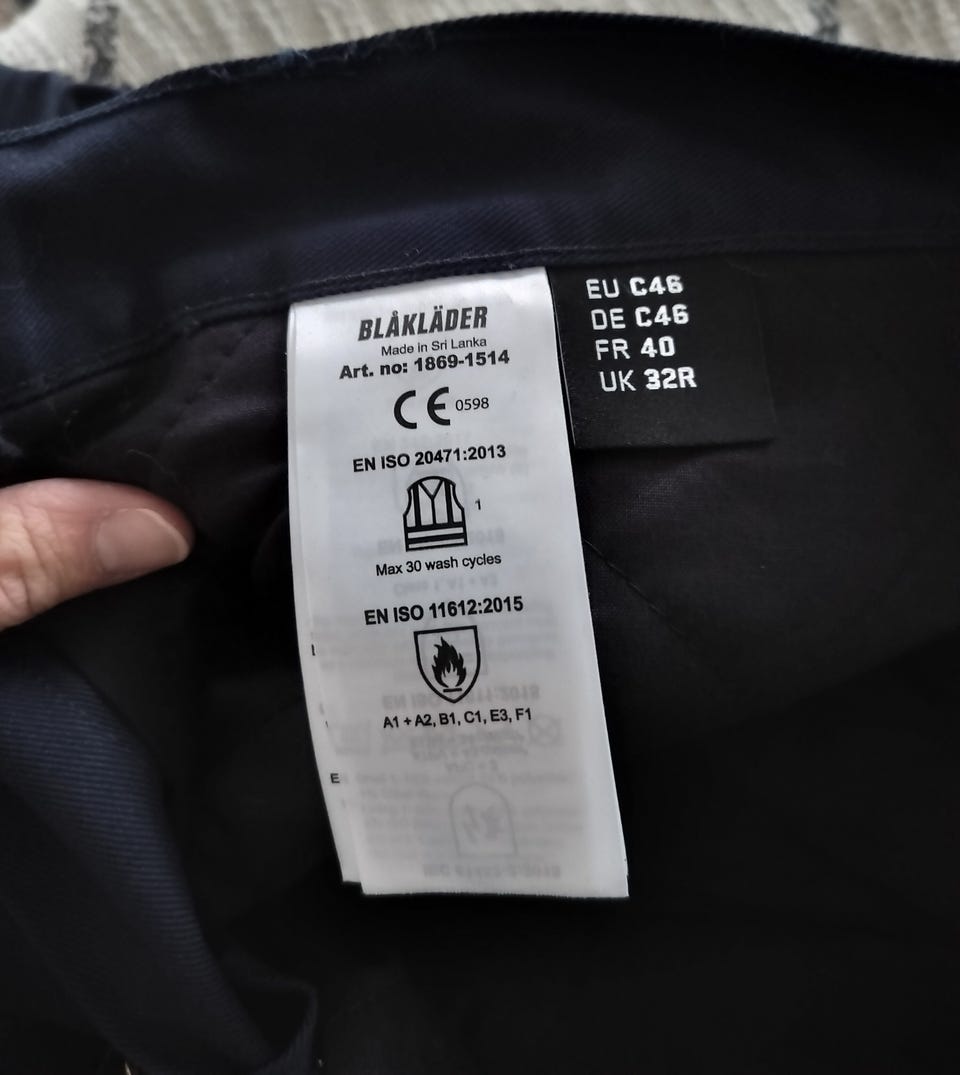 BLÅKLÄDER
Made in Sri Lanka
Art. no: 1869-1514
CE 0598
EN ISO 20471:2013
1
Max 30 wash cycles
EN ISO 11612:2015
A1 + A2, B1, C1, E3, F1
E
EU C46
DE C46
FR 40
UK 32R